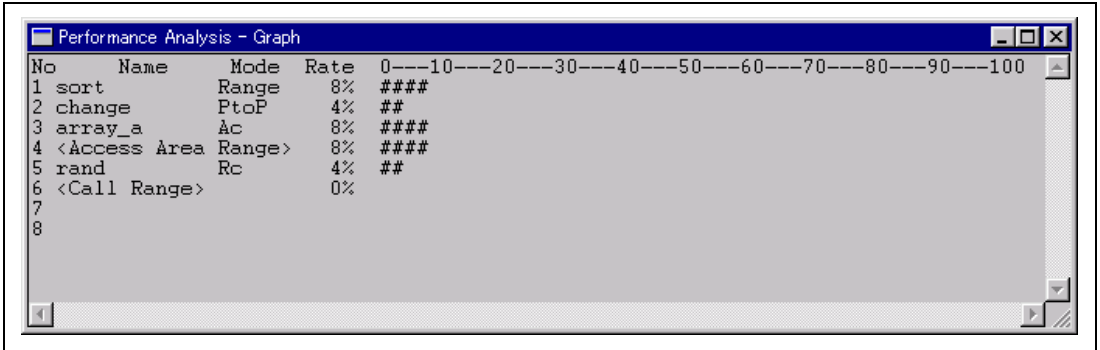 Performance Analysis - Graph
No Name Mode Rate 0---10---20---30---40---50---60---70---80---90---100
1 sort Range 8% ####
2 change PtoP 4% ##
3 array_a Ac 8% ####
4 <Access Area Range> 8% ####
5 rand Rc 4% ##
6 <Call Range> 0%
7
8